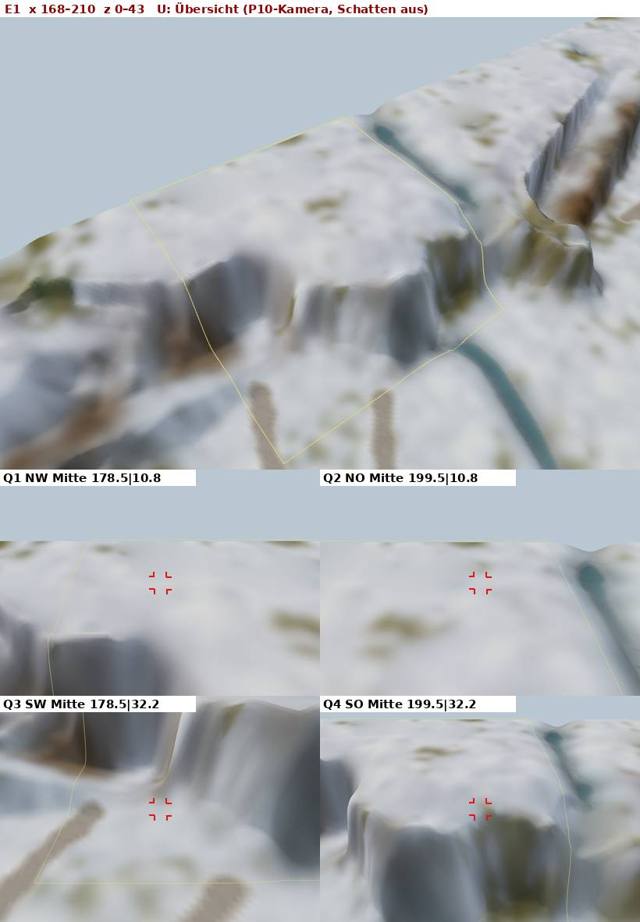 E1 x 168–210 z 0–43 U: Übersicht (P10-Kamera, Schatten aus)
Q1 NW Mitte 178.5|10.8
Q2 NO Mitte 199.5|10.8
Q3 SW Mitte 178.5|32.2
Q4 SO Mitte 199.5|32.2